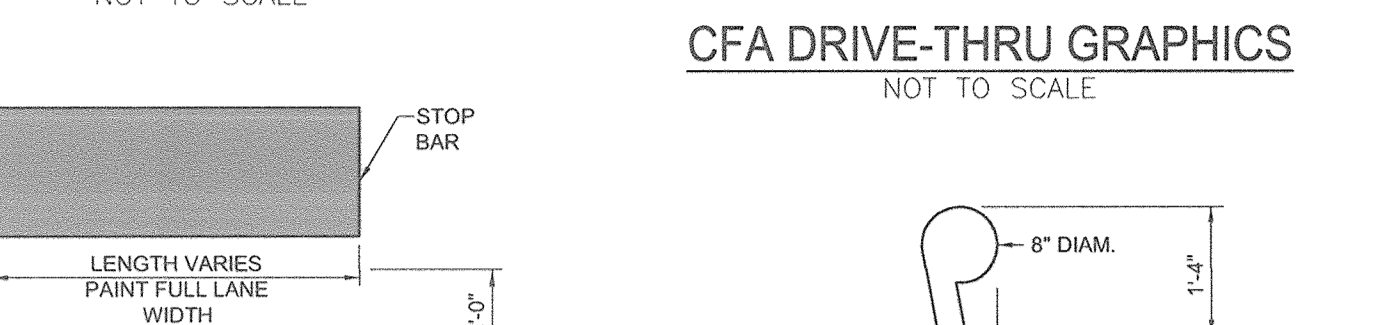 NOT TO SCALE
CFA DRIVE-THRU GRAPHICS
NOT TO SCALE
STOP
BAR
LENGTH VARIES
PAINT FULL LANE
WIDTH
'-0"
8" DIAM.
1'-4"